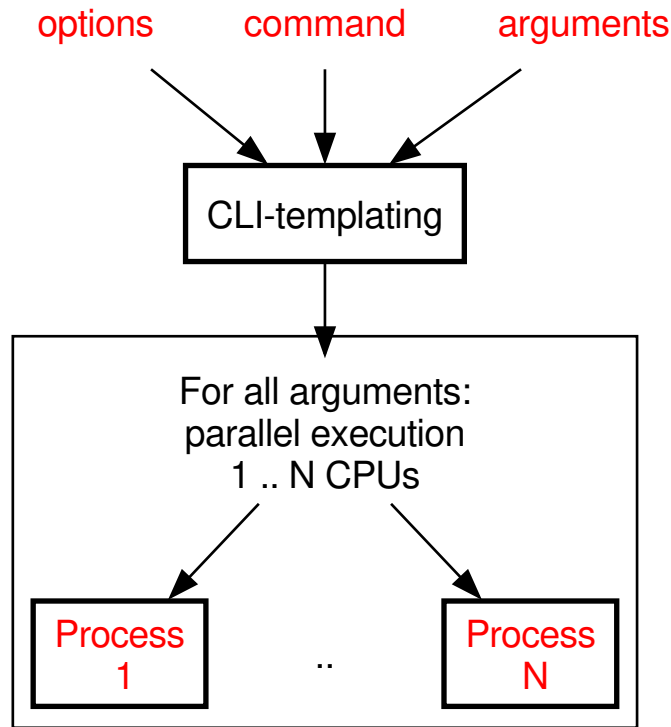 options command arguments
CLI-templating
For all arguments:
parallel execution
1 .. N CPUs
Process
1
..
Process
N